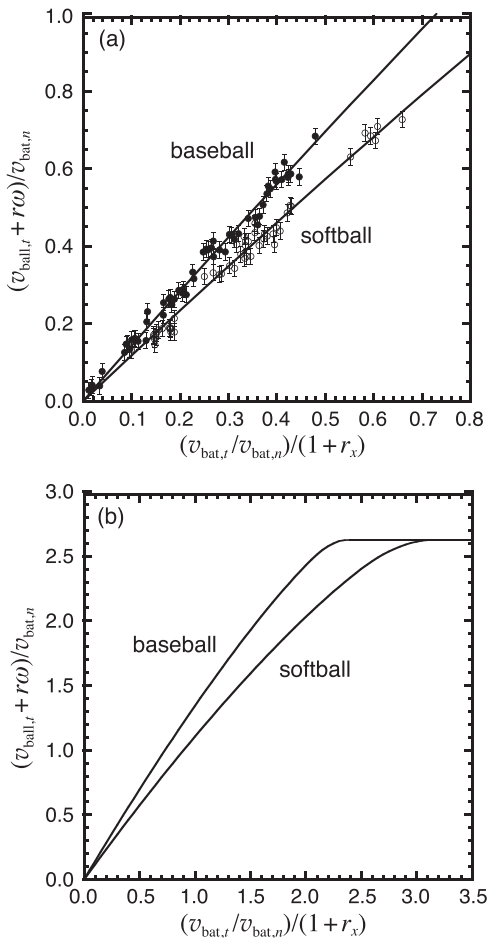 (a)
1.0
0.8
0.6
0.4
0.2
0.0
baseball
softball
(v_ball,t + rω)/v_bat,n
0.0 0.1 0.2 0.3 0.4 0.5 0.6 0.7 0.8
(v_bat,t/v_bat,n)/(1+r_x)
(b)
3.0
2.5
2.0
1.5
1.0
0.5
0.0
baseball
softball
(v_ball,t + rω)/v_bat,n
0.0 0.5 1.0 1.5 2.0 2.5 3.0 3.5
(v_bat,t/v_bat,n)/(1+r_x)